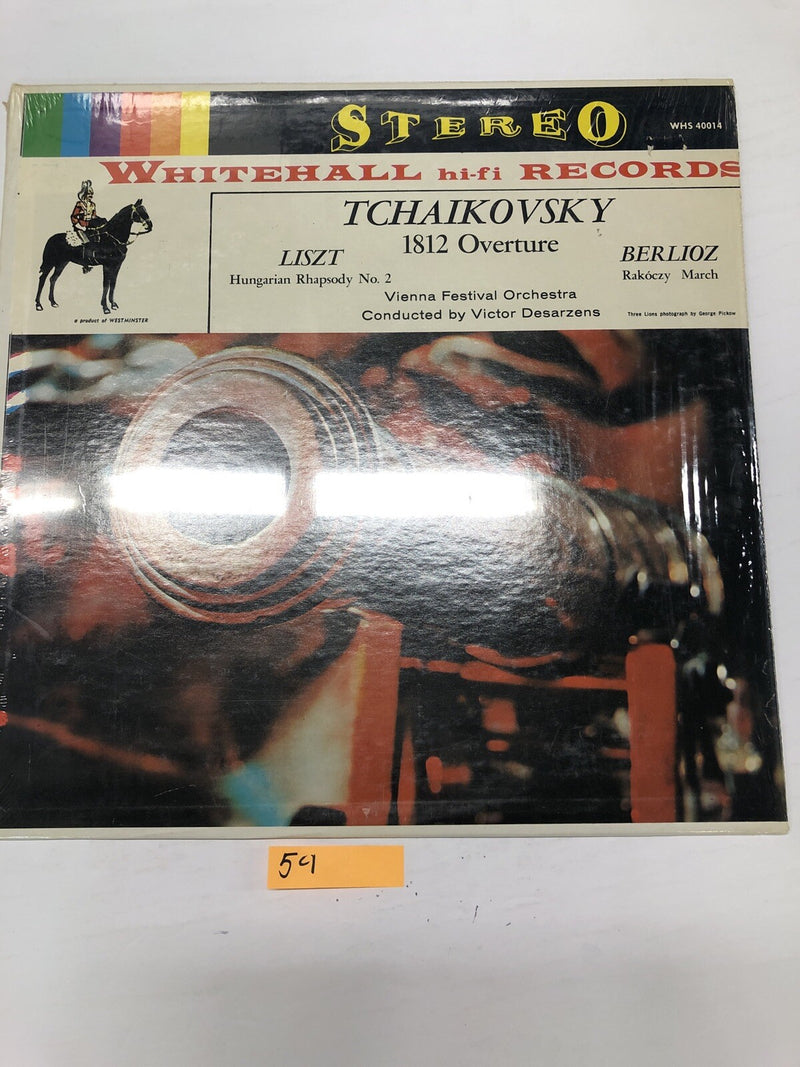 STEREO
WHS 40014
WHITEHALL hi-fi RECORDS
TCHAIKOVSKY
1812 Overture
LISZT
Hungarian Rhapsody No. 2
BERLIOZ
Rakóczy March
Vienna Festival Orchestra
Conducted by Victor Desarzens
a product of WESTMINSTER
Three Lions photograph by George Pickow
59